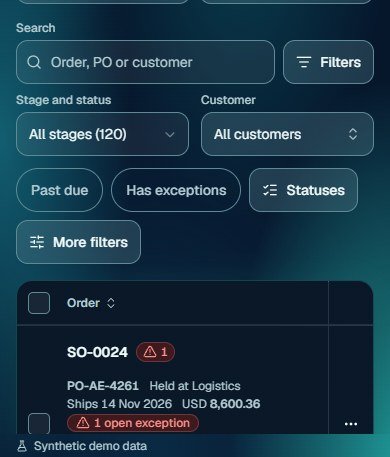 Search
Order, PO or customer
Filters
Stage and status
Customer
All stages (120)
All customers
Past due
Has exceptions
Statuses
More filters
Order
SO-0024 1
PO-AE-4261 Held at Logistics
Ships 14 Nov 2026 USD 8,600.36
1 open exception
Synthetic demo data